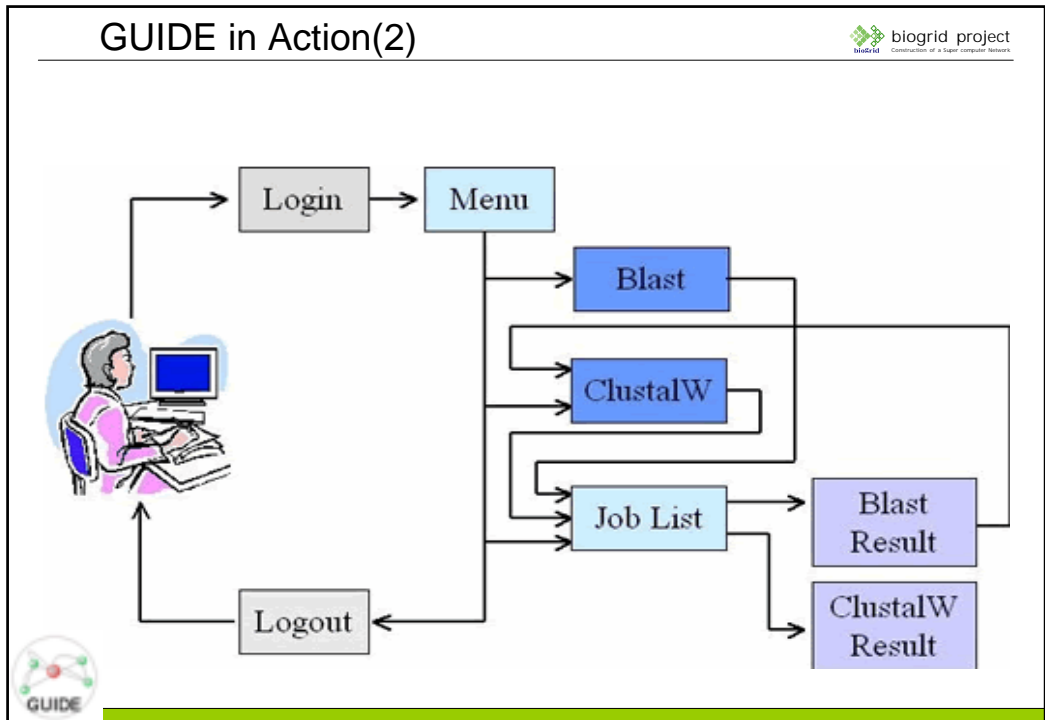 GUIDE in Action(2)
bioGrid
biogrid project
Construction of a Super computer Network
Login
Menu
Blast
ClustalW
Job List
Blast
Result
Logout
ClustalW
Result
GUIDE